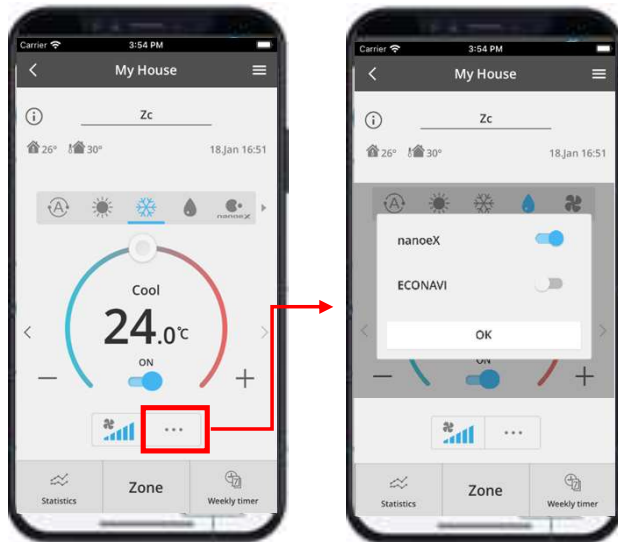 Carrier 3:54 PM
My House
Zc
26° 30° 18.Jan 16:51
A
nanoeX
Cool
24.0℃
ON
Statistics
Zone
Weekly timer
Carrier 3:54 PM
My House
Zc
26° 30° 18.Jan 16:51
A
nanoeX
ECONAVI
OK
ON
Statistics
Zone
Weekly timer